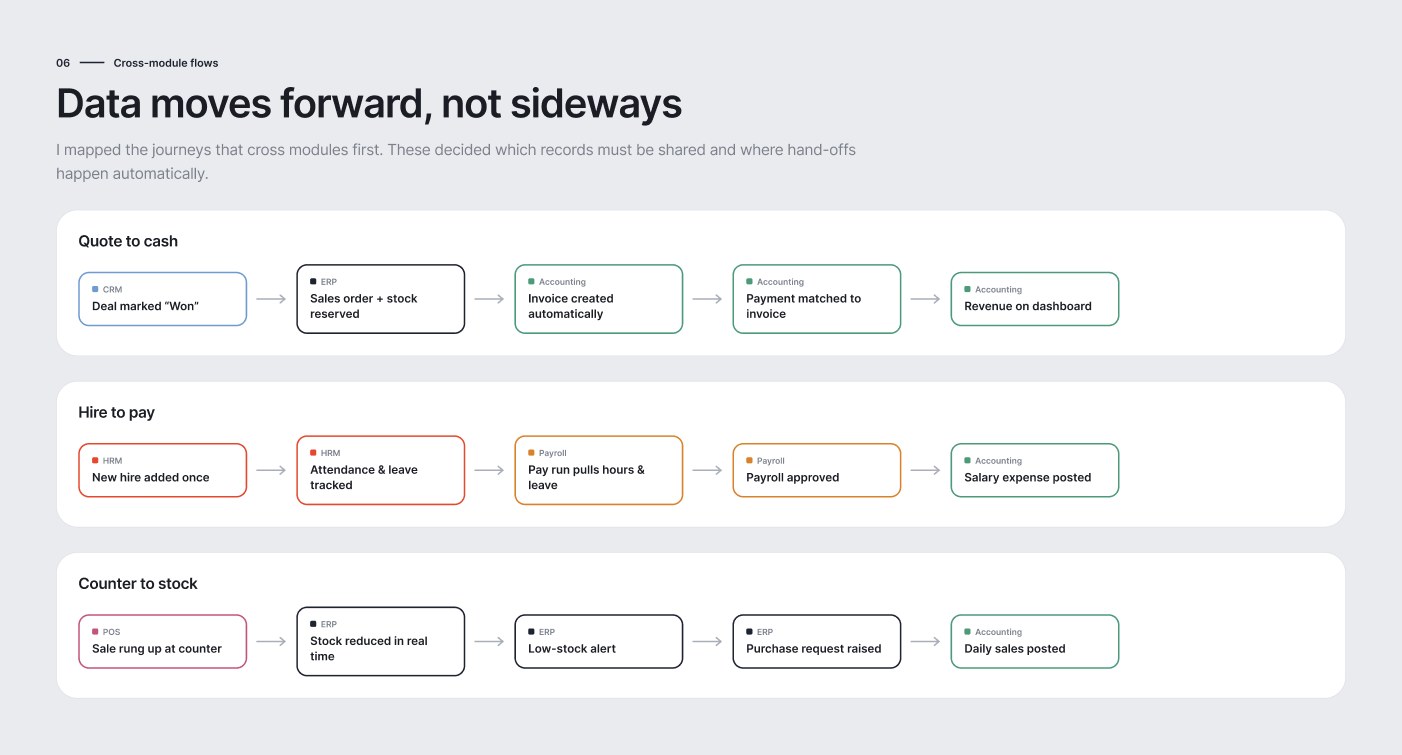 06 Cross-module flows
Data moves forward, not sideways
I mapped the journeys that cross modules first. These decided which records must be shared and where hand-offs
happen automatically.
Quote to cash
CRM
Deal marked “Won”
ERP
Sales order + stock
reserved
Accounting
Invoice created
automatically
Accounting
Payment matched to
invoice
Accounting
Revenue on dashboard
Hire to pay
HRM
New hire added once
HRM
Attendance & leave
tracked
Payroll
Pay run pulls hours &
leave
Payroll
Payroll approved
Accounting
Salary expense posted
Counter to stock
POS
Sale rung up at counter
ERP
Stock reduced in real
time
ERP
Low-stock alert
ERP
Purchase request raised
Accounting
Daily sales posted